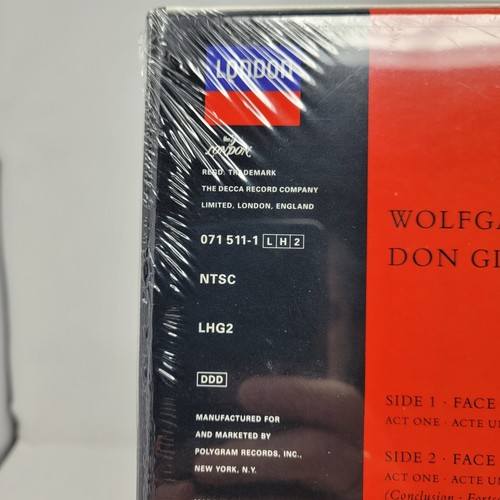 LONDON
LONDON
REGD. TRADEMARK
THE DECCA RECORD COMPANY
LIMITED, LONDON, ENGLAND
071 511-1 LH2
NTSC
LHG2
DDD
MANUFACTURED FOR
AND MARKETED BY
POLYGRAM RECORDS, INC.,
NEW YORK, N.Y.
WOLFGA
DON GI
SIDE 1 · FACE
ACT ONE · ACTE U
SIDE 2 · FACE
ACT ONE · ACTE U
(Conclusion · Forts